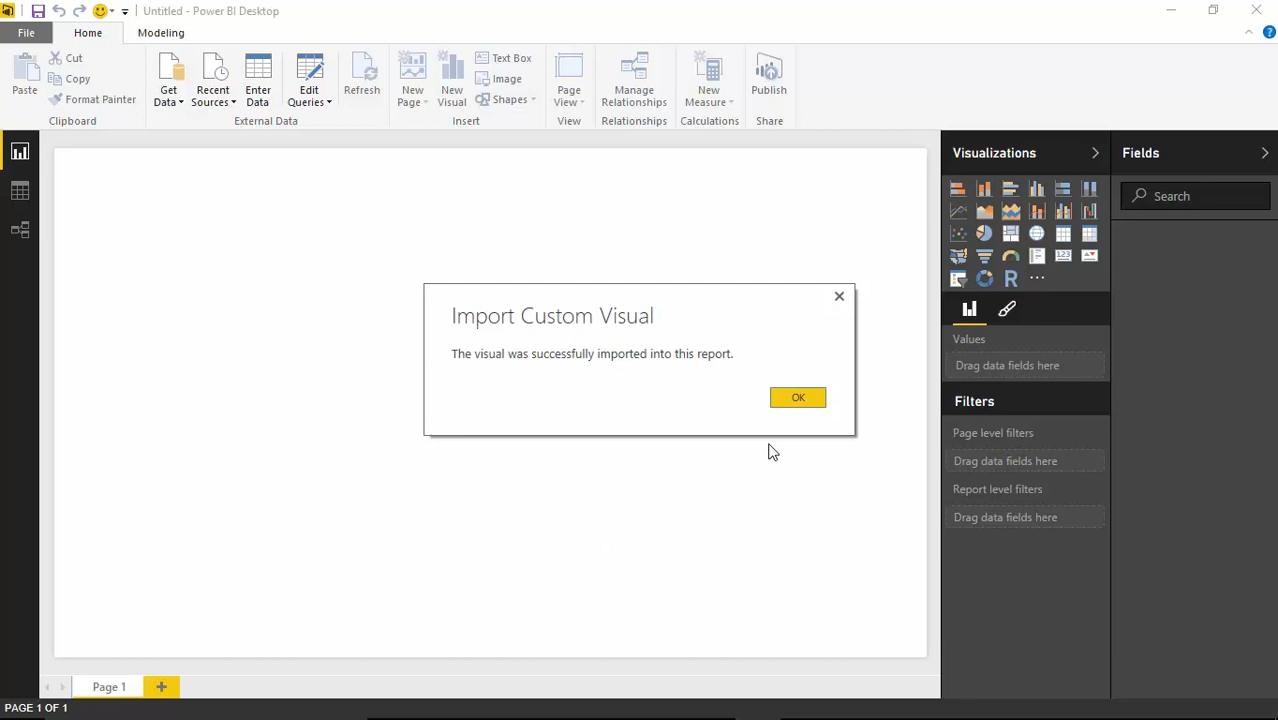 Untitled - Power BI Desktop
File
Home
Modeling
Paste
Cut
Copy
Format Painter
Clipboard
Get Data
Recent Sources
Enter Data
Edit Queries
Refresh
External Data
New Page
New Visual
Text Box
Image
Shapes
Insert
Page View
View
Manage Relationships
Relationships
New Measure
Calculations
Publish
Share
Visualizations
Fields
Search
123
R
Import Custom Visual
The visual was successfully imported into this report.
OK
Values
Drag data fields here
Filters
Page level filters
Drag data fields here
Report level filters
Drag data fields here
Page 1
PAGE 1 OF 1